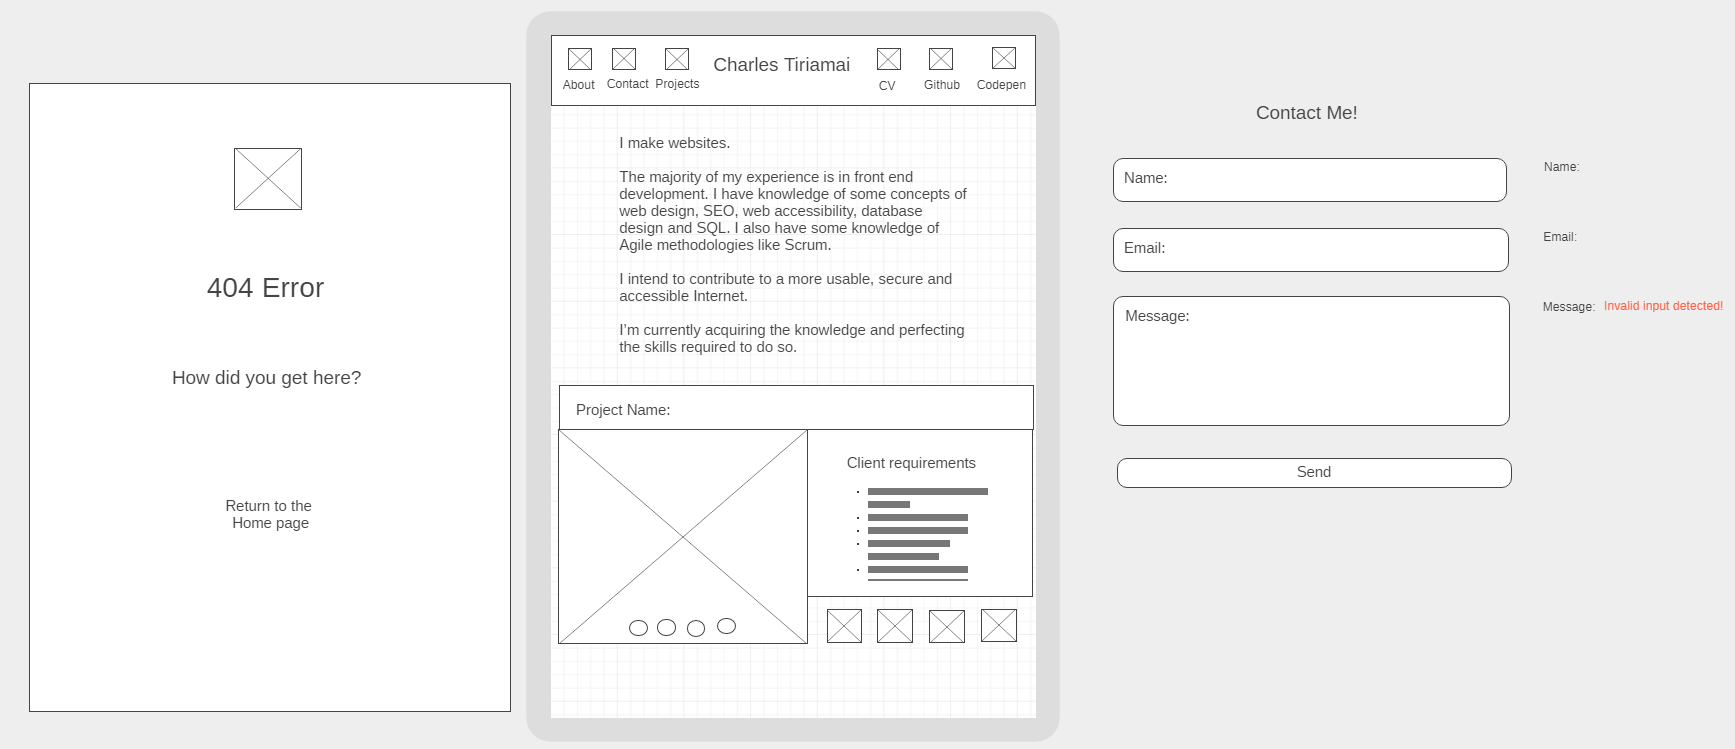 404 Error
How did you get here?
Return to the
Home page
About
Contact
Projects
Charles Tiriamai
CV
Github
Codepen
I make websites.
The majority of my experience is in front end
development. I have knowledge of some concepts of
web design, SEO, web accessibility, database
design and SQL. I also have some knowledge of
Agile methodologies like Scrum.
I intend to contribute to a more usable, secure and
accessible Internet.
I'm currently acquiring the knowledge and perfecting
the skills required to do so.
Project Name:
Client requirements
Contact Me!
Name:
Email:
Message:
Send
Name:
Email:
Message: Invalid input detected!